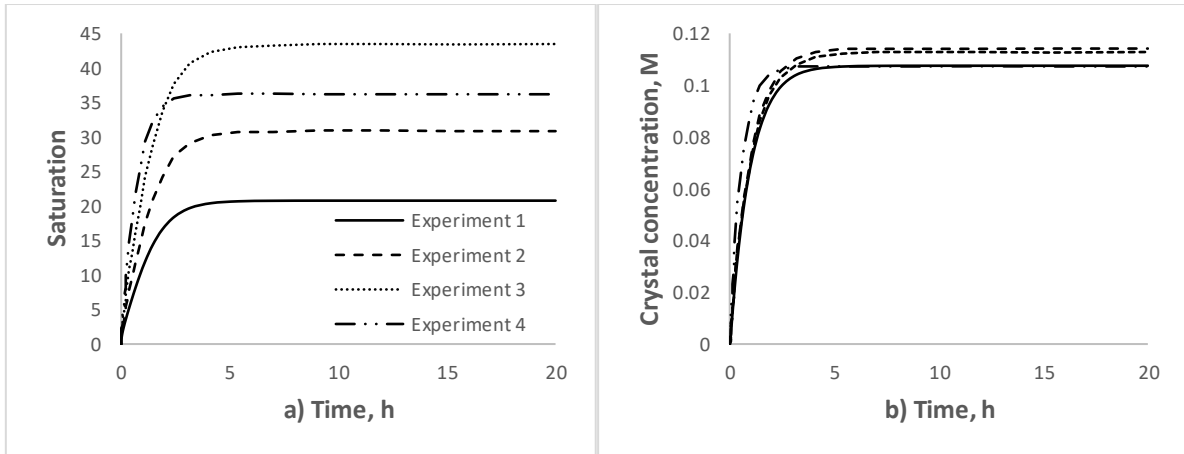 Saturation
45
40
35
30
25
20
15
10
5
0
Experiment 1
Experiment 2
Experiment 3
Experiment 4
0 5 10 15 20
a) Time, h
Crystal concentration, M
0.12
0.1
0.08
0.06
0.04
0.02
0
0 5 10 15 20
b) Time, h